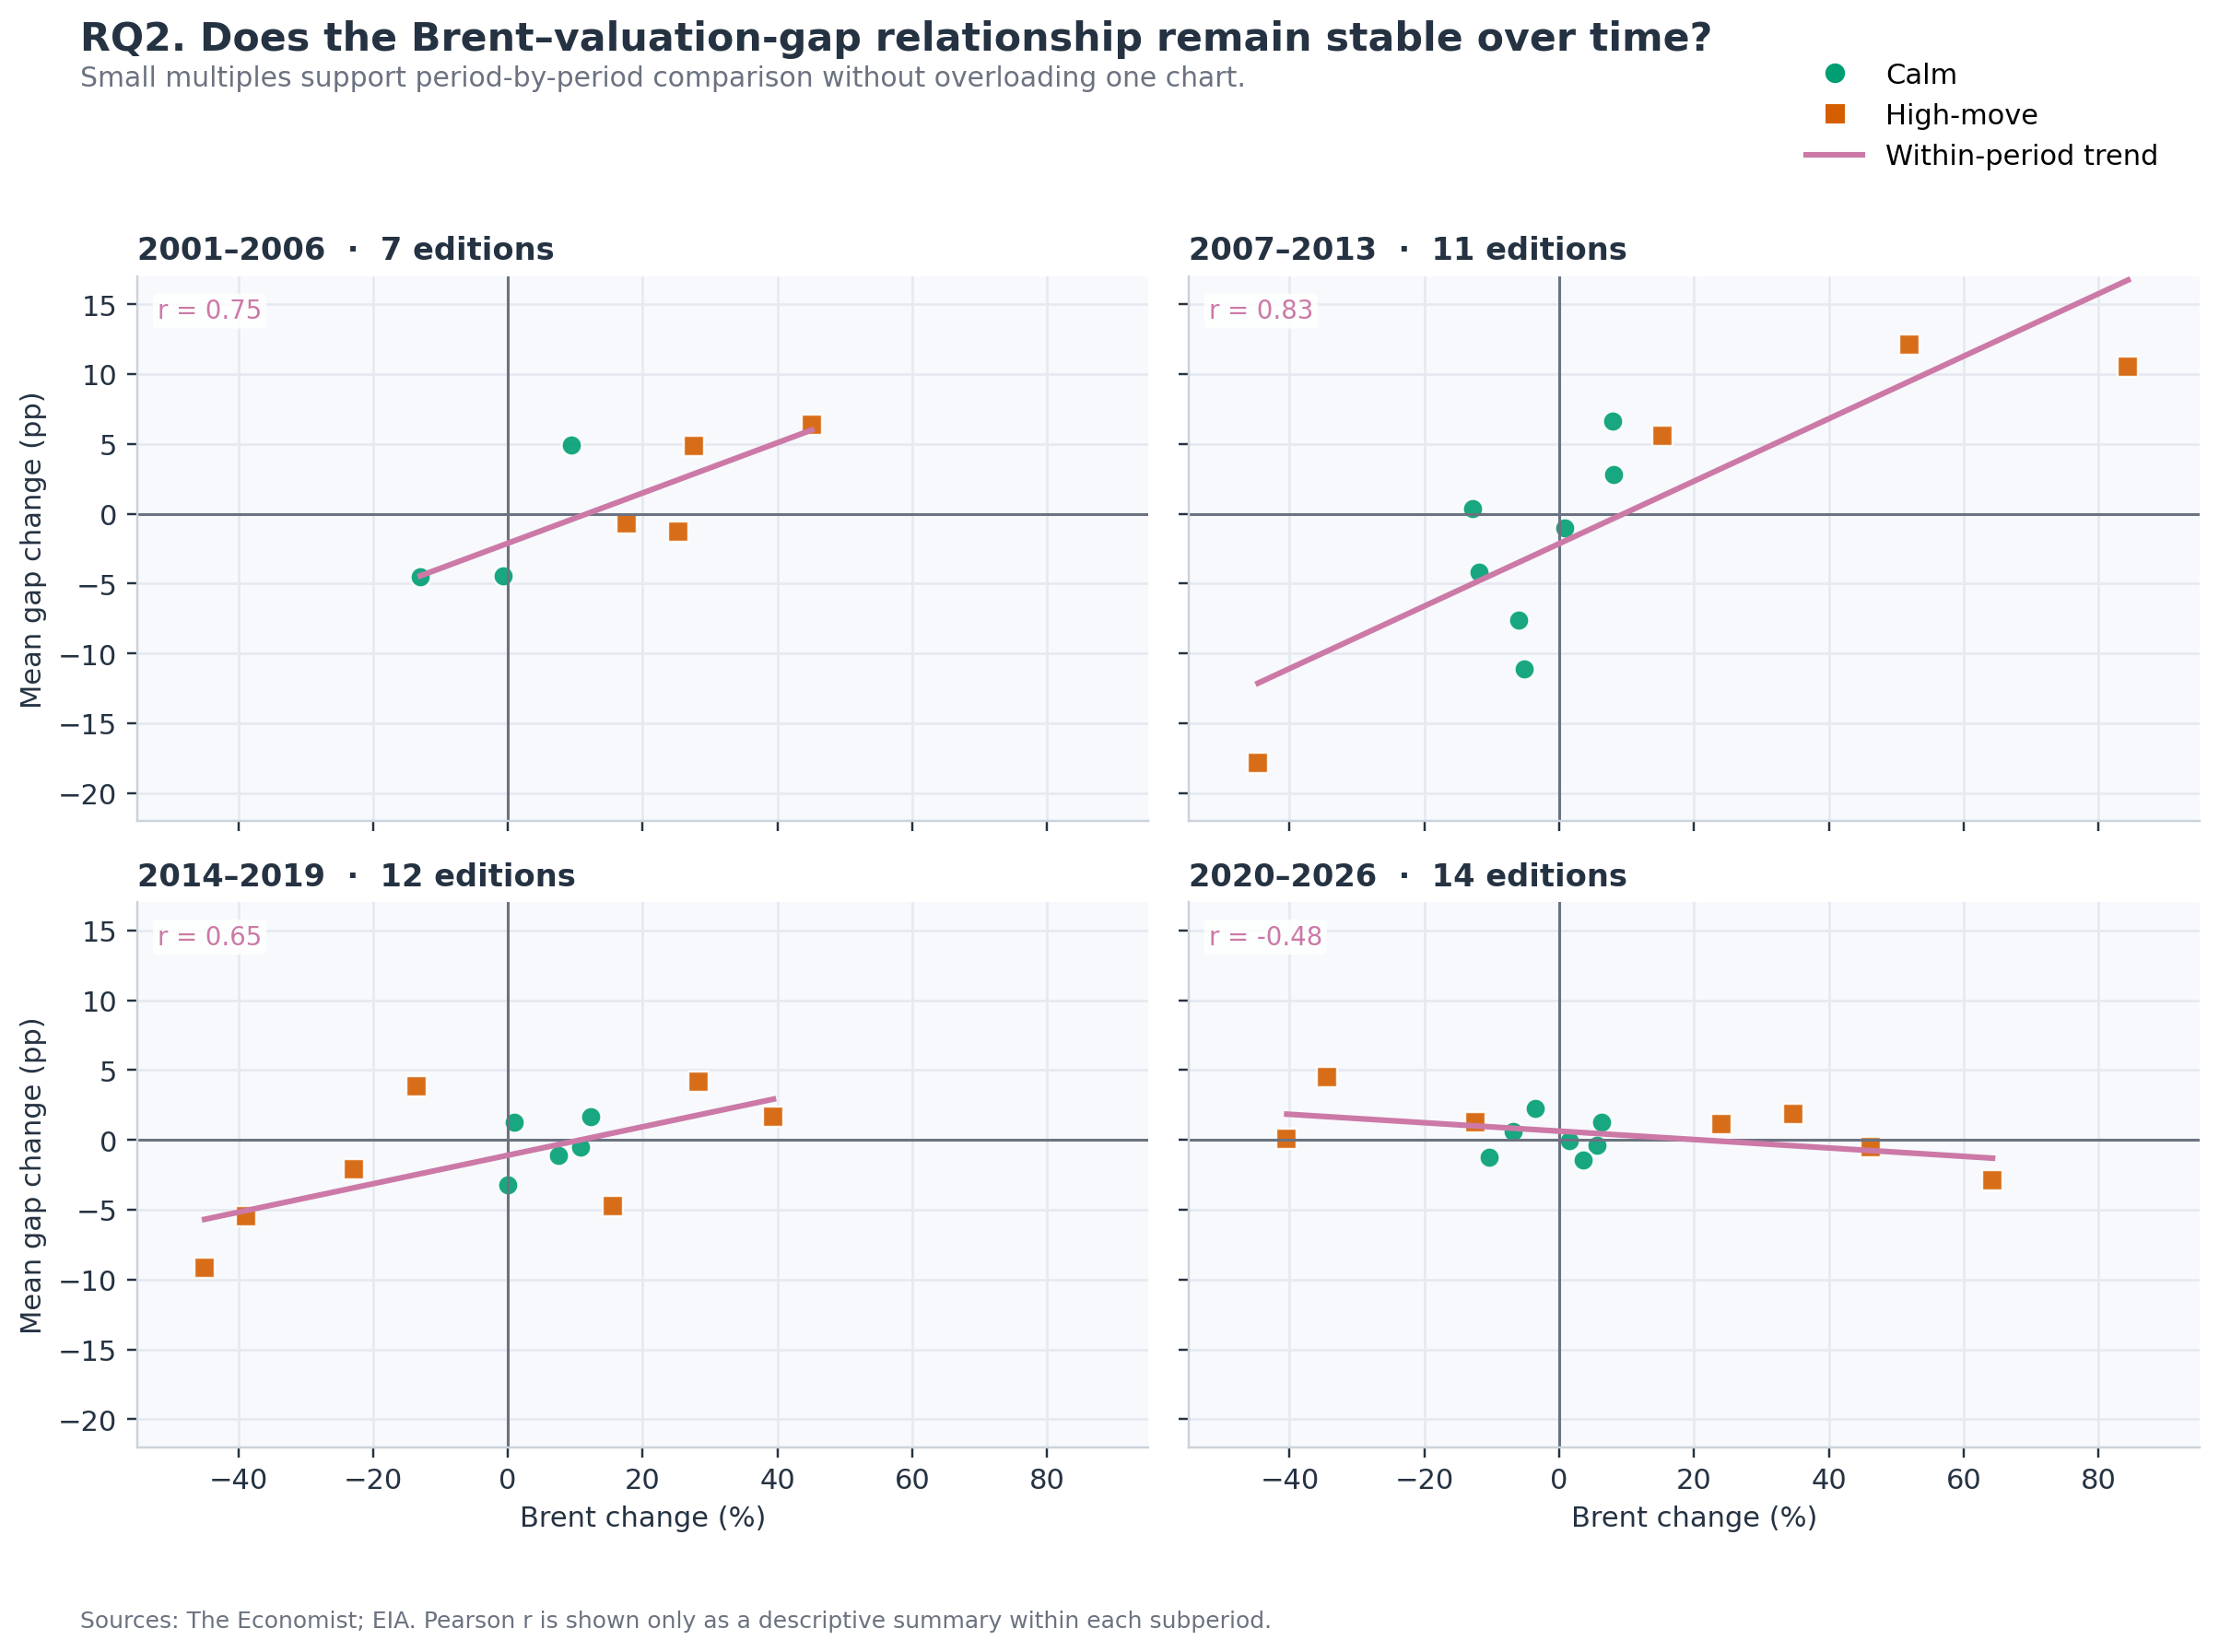 RQ2. Does the Brent–valuation-gap relationship remain stable over time?
Small multiples support period-by-period comparison without overloading one chart.
Calm
High-move
Within-period trend
2001–2006 · 7 editions
r = 0.75
15
10
5
0
−5
−10
−15
−20
Mean gap change (pp)
2007–2013 · 11 editions
r = 0.83
2014–2019 · 12 editions
r = 0.65
15
10
5
0
−5
−10
−15
−20
Mean gap change (pp)
−40 −20 0 20 40 60 80
Brent change (%)
2020–2026 · 14 editions
r = -0.48
−40 −20 0 20 40 60 80
Brent change (%)
Sources: The Economist; EIA. Pearson r is shown only as a descriptive summary within each subperiod.